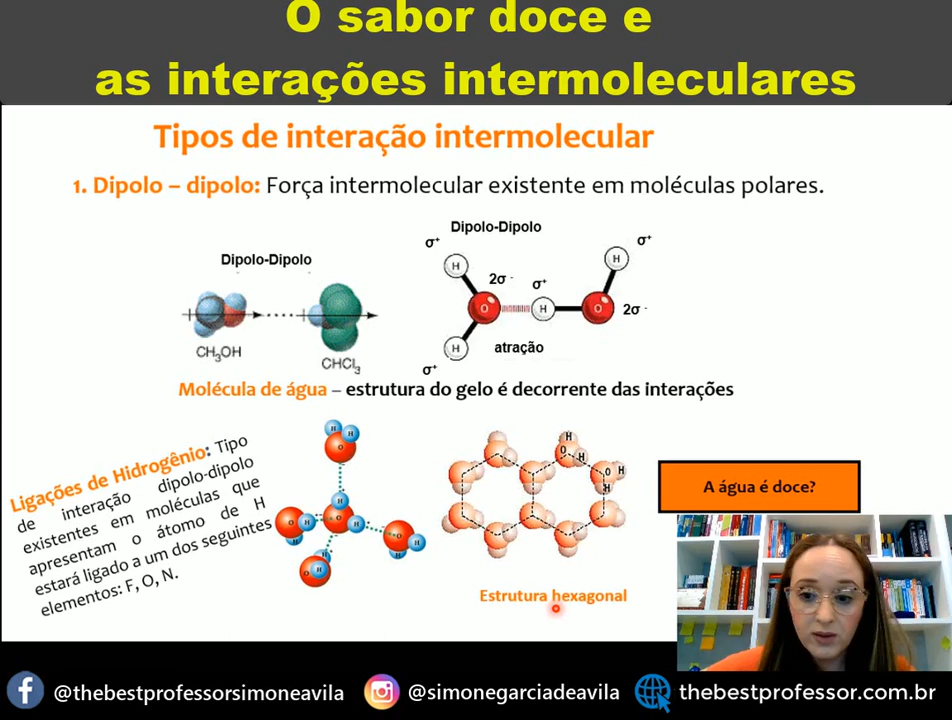 O sabor doce e
as interações intermoleculares
Tipos de interação intermolecular
1. Dipolo – dipolo: Força intermolecular existente em moléculas polares.
Dipolo-Dipolo
CH₃OH
CHCl₃
Dipolo-Dipolo
σ⁺
σ⁺
H
H
2σ⁻
σ⁺
O
H
O
2σ⁻
H
atração
σ⁺
Molécula de água – estrutura do gelo é decorrente das interações
Ligações de Hidrogênio: Tipo
de interação dipolo-dipolo
existentes em moléculas que
apresentam o átomo de H
estará ligado a um dos seguintes
elementos: F, O, N.
H
H
O
H
O
H
O
H
O
H
H
O
H
H
O
H
O
H
H
Estrutura hexagonal
A água é doce?
@thebestprofessorsimoneavila
@simonegarciadeavila
thebestprofessor.com.br